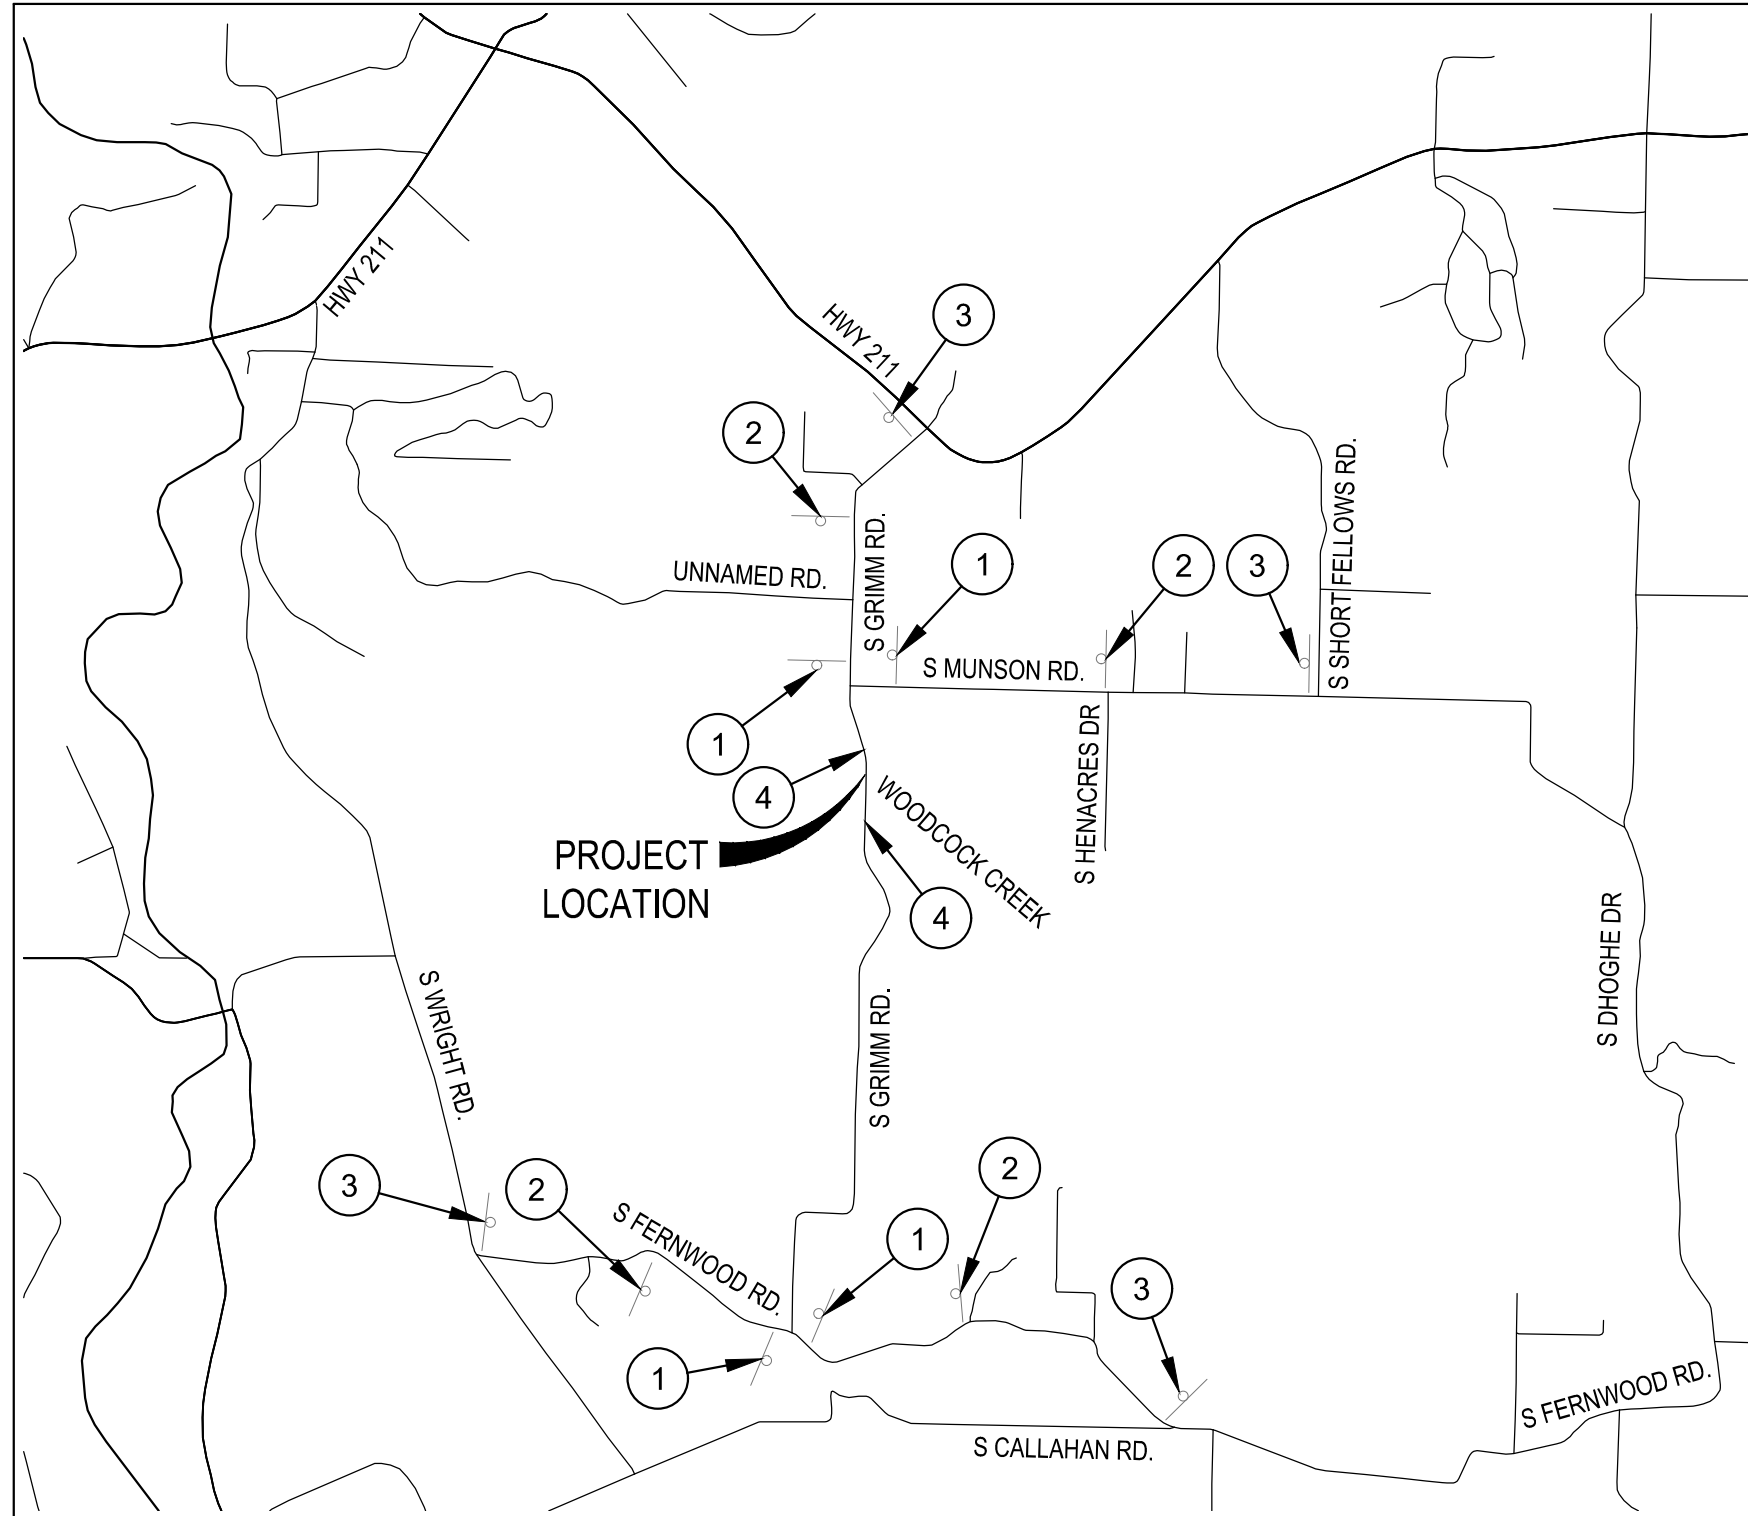 HWY 211
HWY 211
3
2
S GRIMM RD.
UNNAMED RD.
1
2
3
S SHORT FELLOWS RD.
S MUNSON RD.
1
4
PROJECT
LOCATION
WOODCOCK CREEK
4
S HENACRES DR
S DHOGHE DR
S WRIGHT RD.
S GRIMM RD.
3
2
S FERNWOOD RD.
1
2
1
3
S FERNWOOD RD.
S CALLAHAN RD.